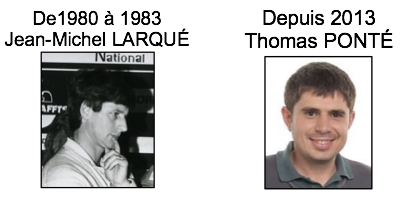 De1980 à 1983
Jean-Michel LARQUÉ
National
Depuis 2013
Thomas PONTÉ